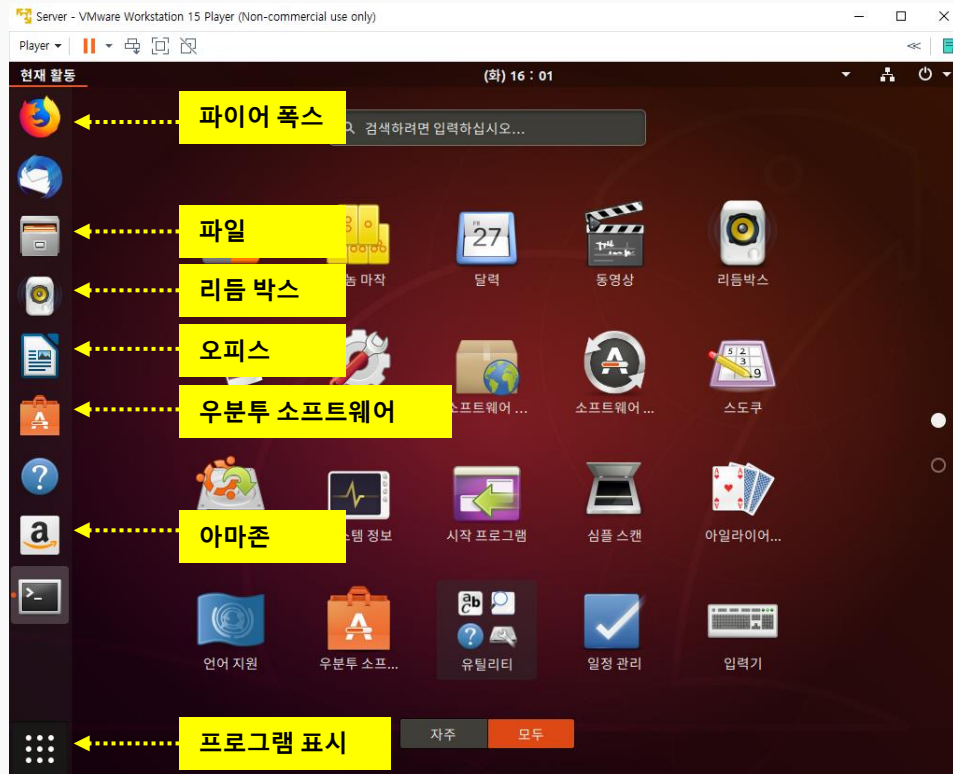 Server - VMware Workstation 15 Player (Non-commercial use only)
Player
현재 활동
(화) 16 : 01
파이어 폭스
검색하려면 입력하십시오...
파일
27
마작
달력
동영상
리듬박스
리듬 박스
오피스
우분투 소프트웨어
소프트웨어 ...
소프트웨어 ...
스도쿠
아마존
정보
시작 프로그램
심플 스캔
아일라이어...
언어 지원
우분투 소프...
유틸리티
일정 관리
입력기
프로그램 표시
자주
모두